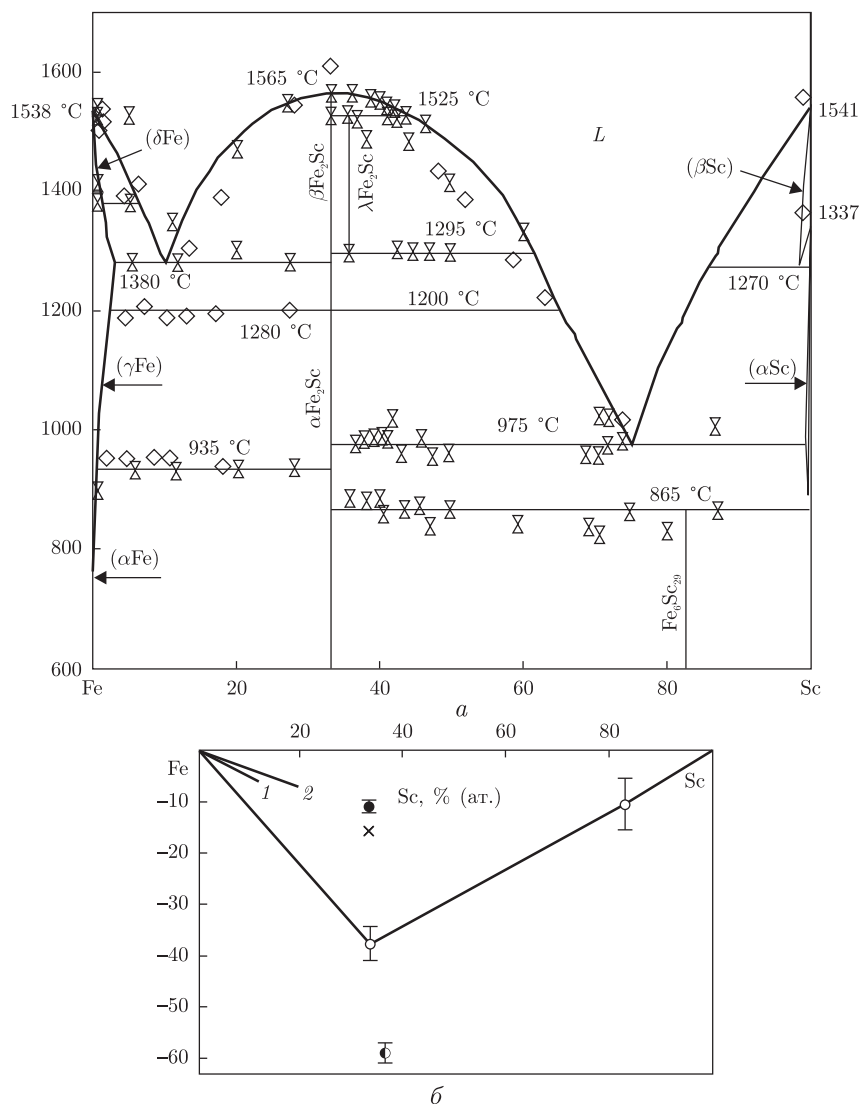 1600
1565 °C
1538 °C
1525 °C
1541
(δFe)
L
(βSc)
βFe₂Sc
λFe₂Sc
1400
1337
1295 °C
1380 °C
1270 °C
1200
1200 °C
1280 °C
(γFe)
αFe₂Sc
(αSc)
1000
975 °C
935 °C
865 °C
800
(αFe)
Fe₆Sc₂₉
600
Fe
20
40
60
80
Sc
а
20
40
60
80
Fe
Sc
1
2
Sc, % (ат.)
−10
−20
−30
−40
−50
−60
б